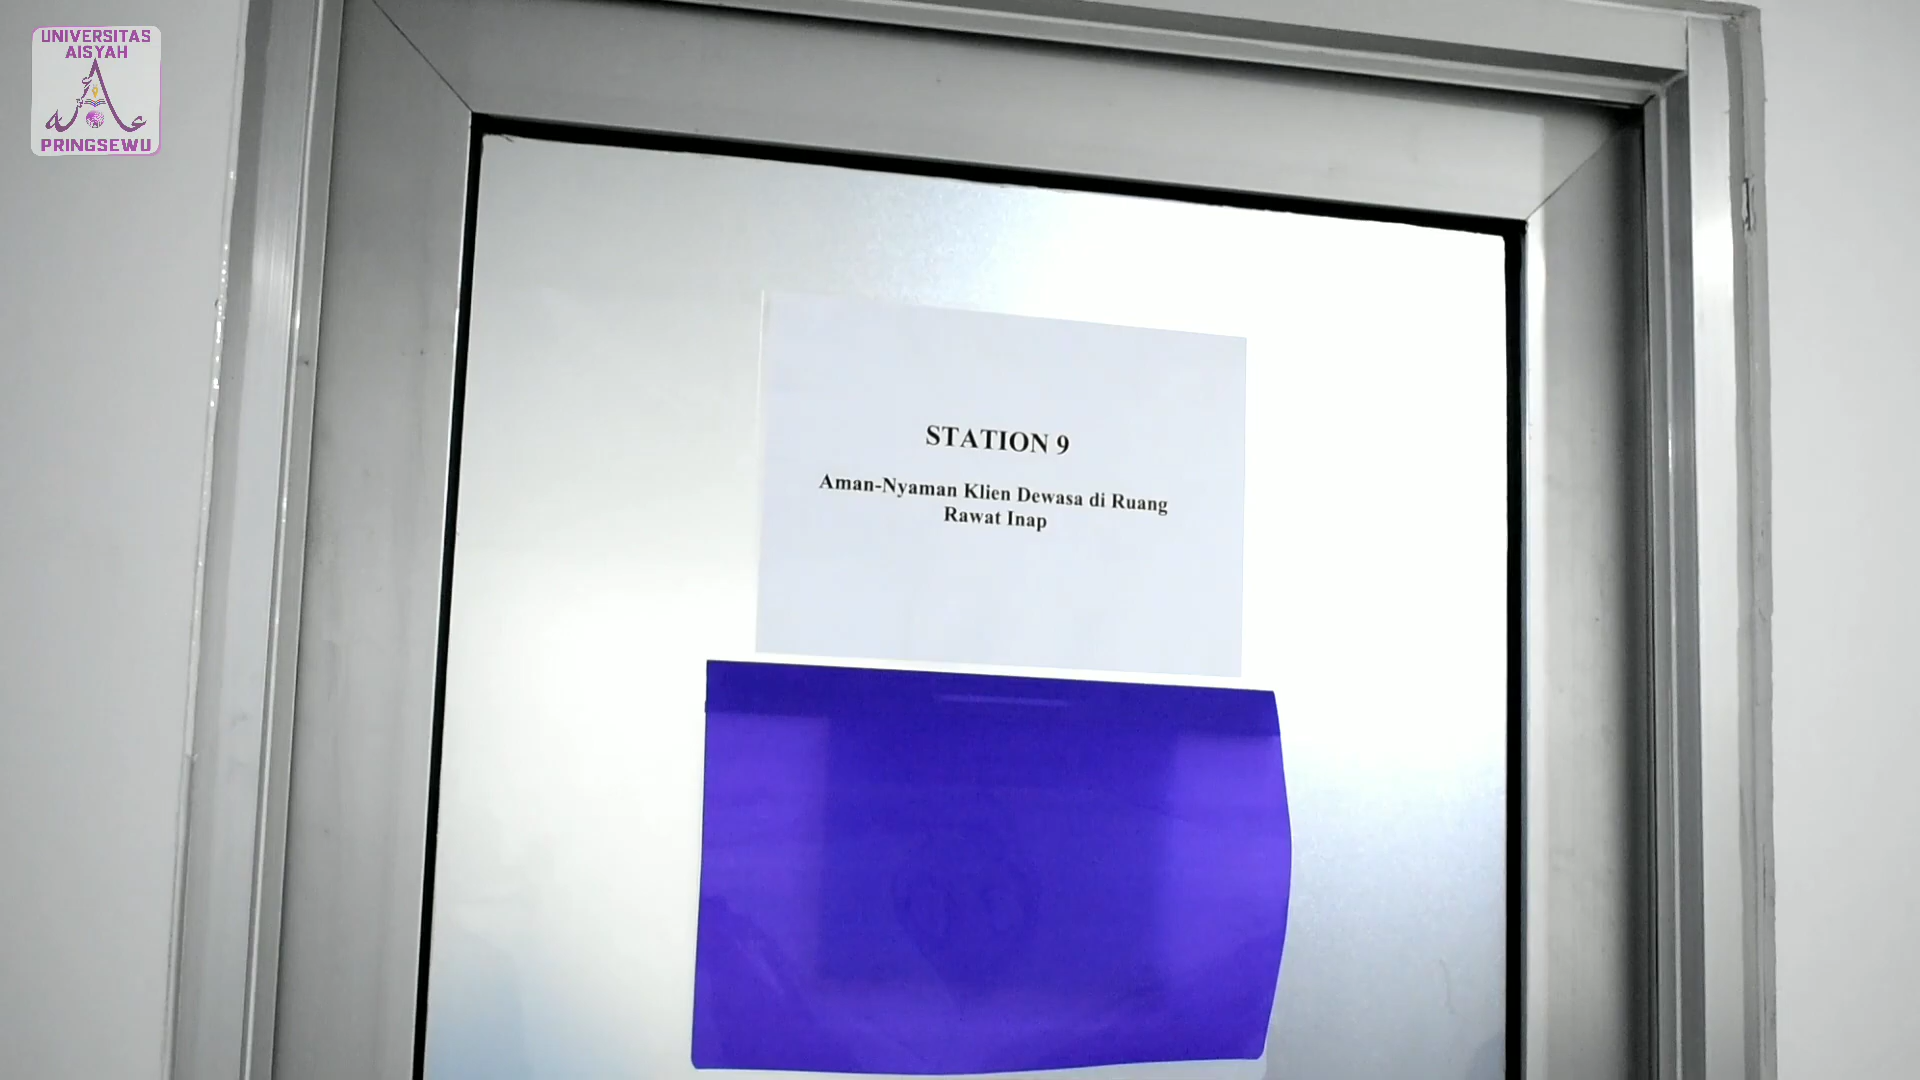 UNIVERSITAS
AISYAH
PRINGSEWU
STATION 9
Aman-Nyaman Klien Dewasa di Ruang
Rawat Inap